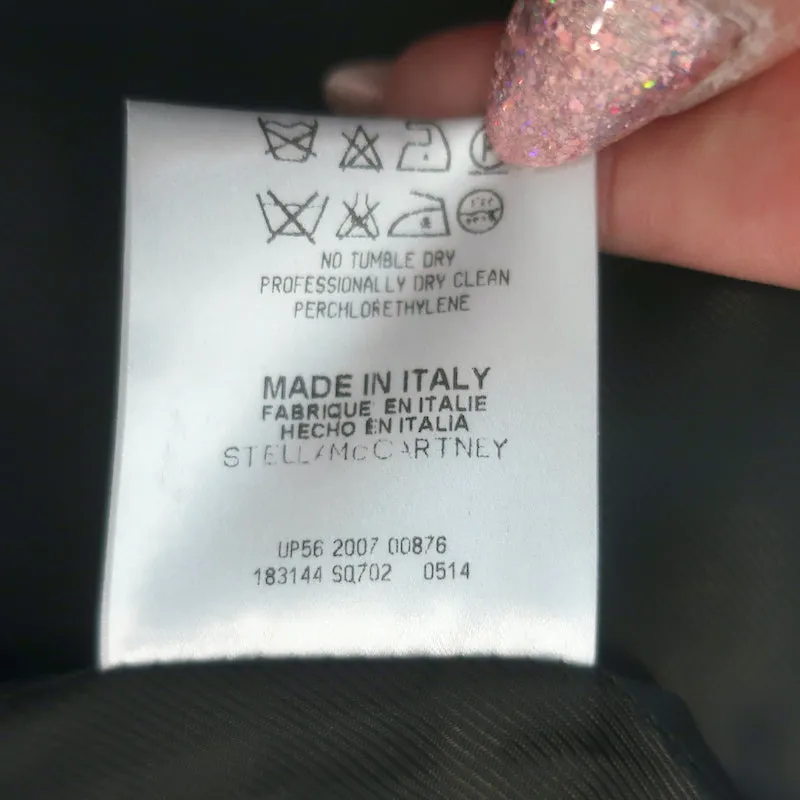 P
NO TUMBLE DRY
PROFESSIONALLY DRY CLEAN
PERCHLORETHYLENE
MADE IN ITALY
FABRIQUE EN ITALIE
HECHO EN ITALIA
STELLA McCARTNEY
UP56 2007 00876
183144 SQ702 0514